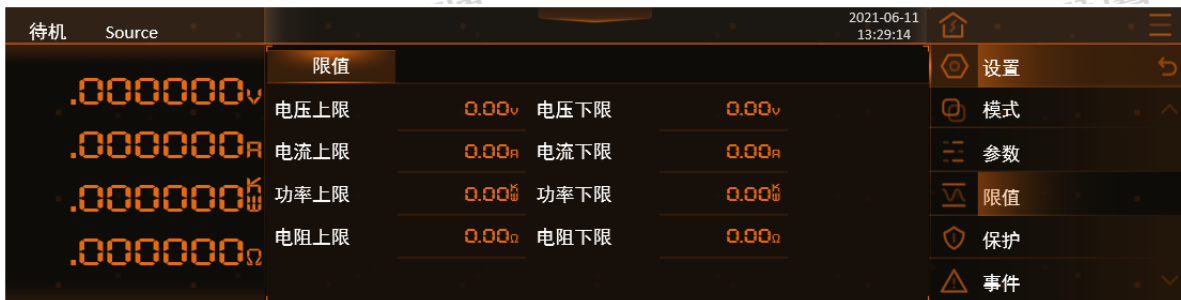 待机 Source
2021-06-11
13:29:14
.000000V
.000000A
.000000KW
.000000Ω
限值
电压上限 0.00V 电压下限 0.00V
电流上限 0.00A 电流下限 0.00A
功率上限 0.00KW 功率下限 0.00KW
电阻上限 0.00Ω 电阻下限 0.00Ω
设置
模式
参数
限值
保护
事件